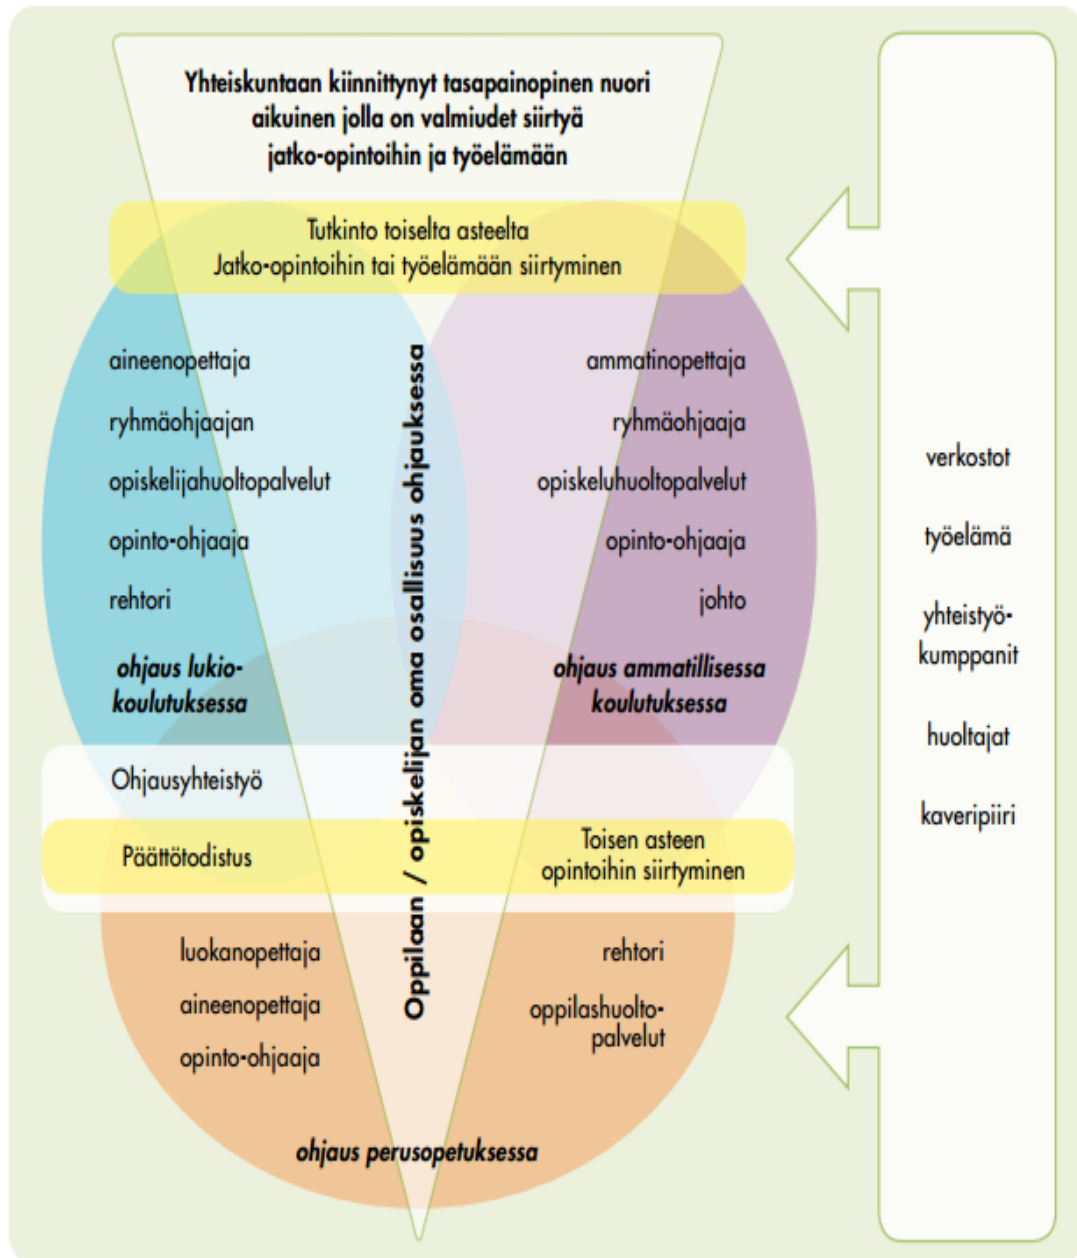 Yhteiskuntaan kiinnittynyt tasapainopinen nuori
aikuinen jolla on valmiudet siirtyä
jatko-opintoihin ja työelämään
Tutkinto toiselta asteelta
Jatko-opintoihin tai työelämään siirtyminen
aineenopettaja
ryhmäohjaajan
opiskelijahuoltopalvelut
opinto-ohjaaja
rehtori
ohjaus lukio-
koulutuksessa
Oppilaan / opiskelijan oma osallisuus ohjauksessa
ammatinopettaja
ryhmäohjaaja
opiskeluhuoltopalvelut
opinto-ohjaaja
johto
ohjaus ammatillisessa
koulutuksessa
Ohjausyhteistyö
Päättötodistus
Toisen asteen
opintoihin siirtyminen
luokanopettaja
aineenopettaja
opinto-ohjaaja
rehtori
oppilashuolto-
palvelut
ohjaus perusopetuksessa
verkostot
työelämä
yhteistyö-
kumppanit
huoltajat
kaveripiiri